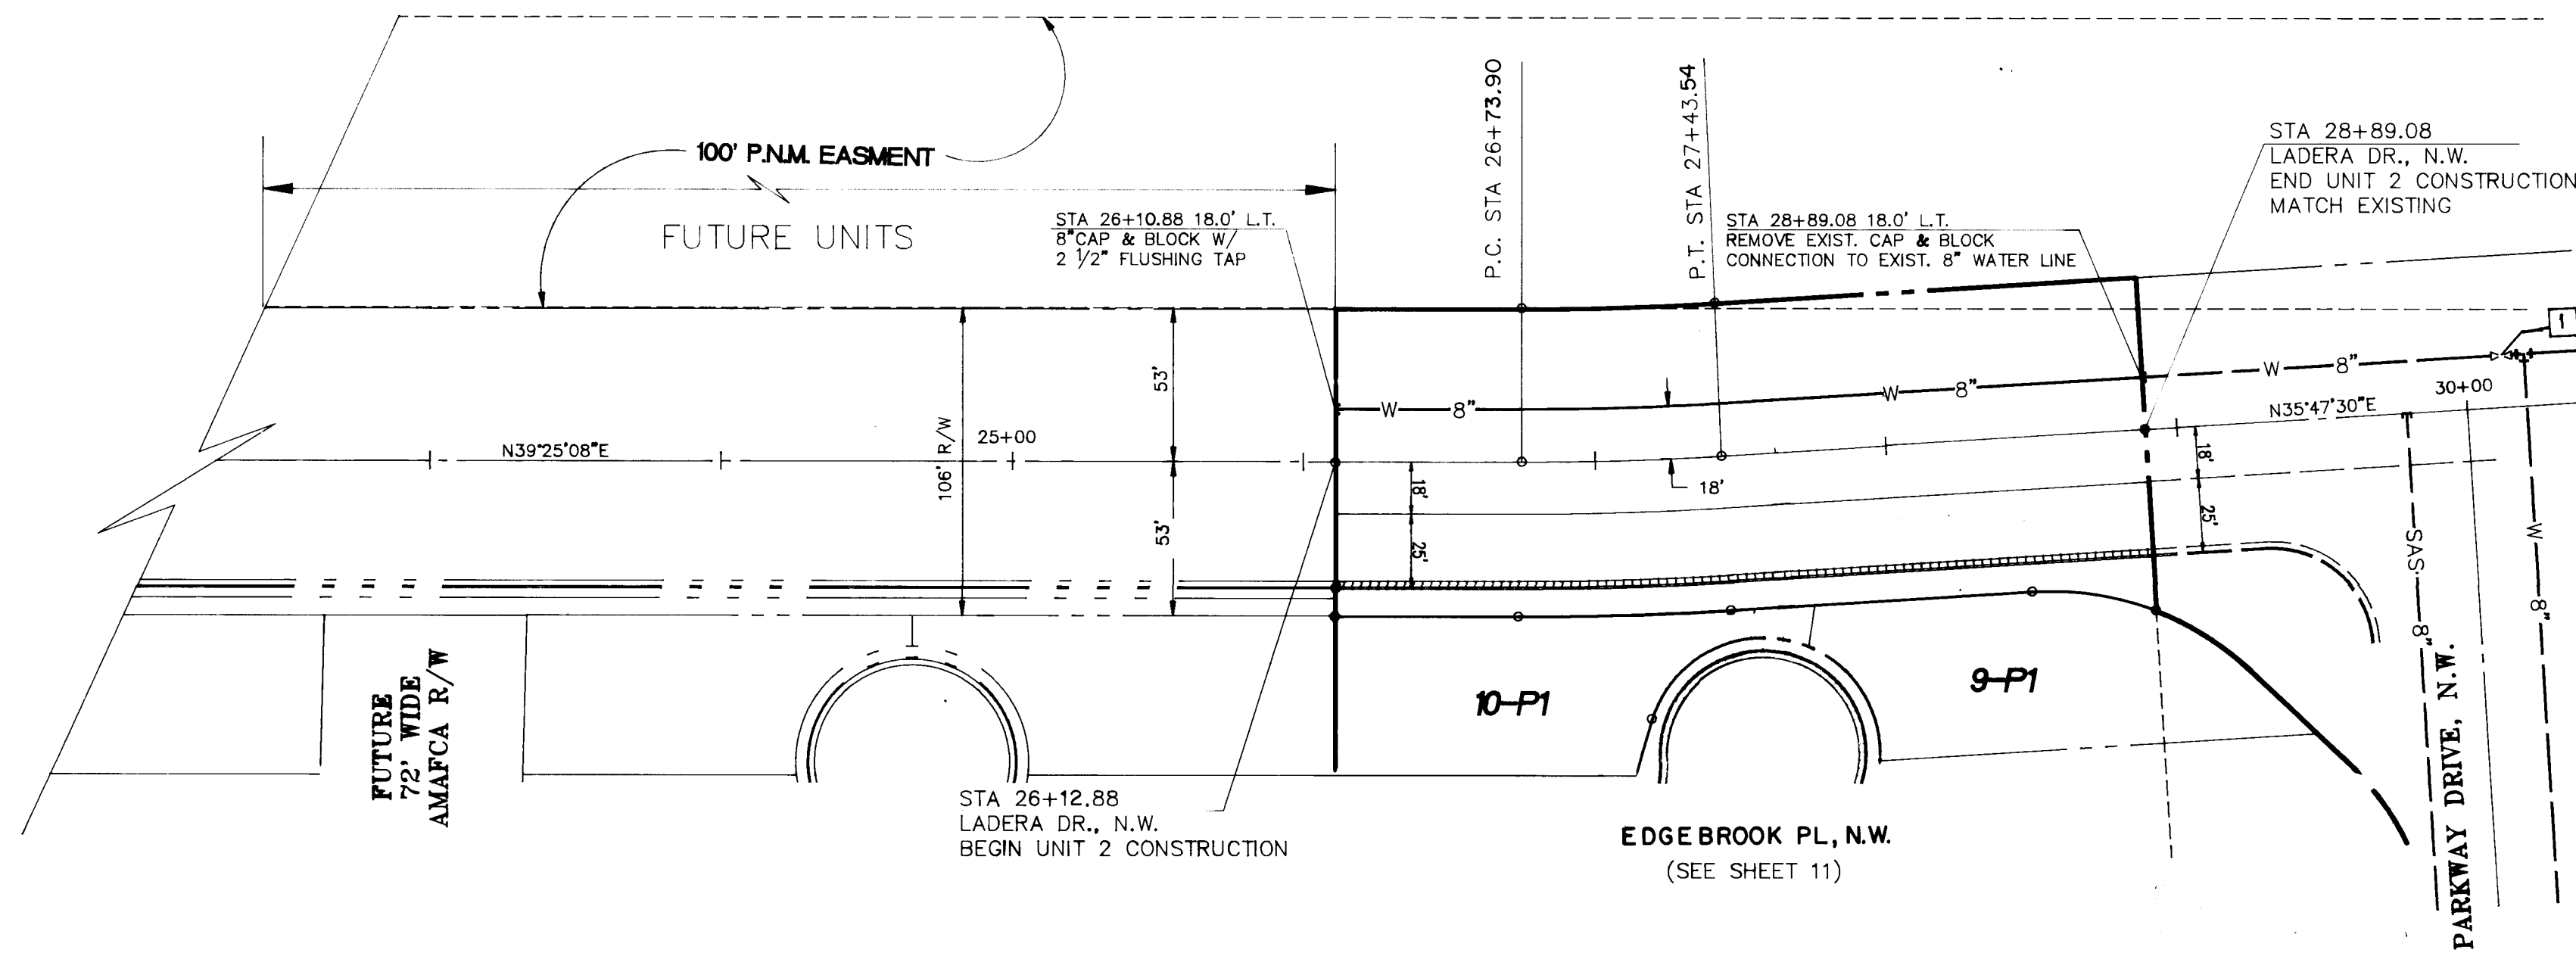 100' P.N.M. EASMENT
FUTURE UNITS
STA 26+10.88 18.0' L.T.
8" CAP & BLOCK W/
2 1/2" FLUSHING TAP
P.C. STA 26+73.90
P.T. STA 27+43.54
STA 28+89.08 18.0' L.T.
REMOVE EXIST. CAP & BLOCK
CONNECTION TO EXIST. 8" WATER LINE
STA 28+89.08
LADERA DR., N.W.
END UNIT 2 CONSTRUCTION
MATCH EXISTING
1
W 8"
W 8"
W 8"
30+00
N35°47'30"E
N39°25'08"E
25+00
106' R/W
53'
53'
18'
25'
18'
18'
25'
SAS 8"
W 8"
FUTURE
72' WIDE
AMAFCA R/W
10-P1
9-P1
STA 26+12.88
LADERA DR., N.W.
BEGIN UNIT 2 CONSTRUCTION
EDGEBROOK PL, N.W.
(SEE SHEET 11)
PARKWAY DRIVE, N.W.